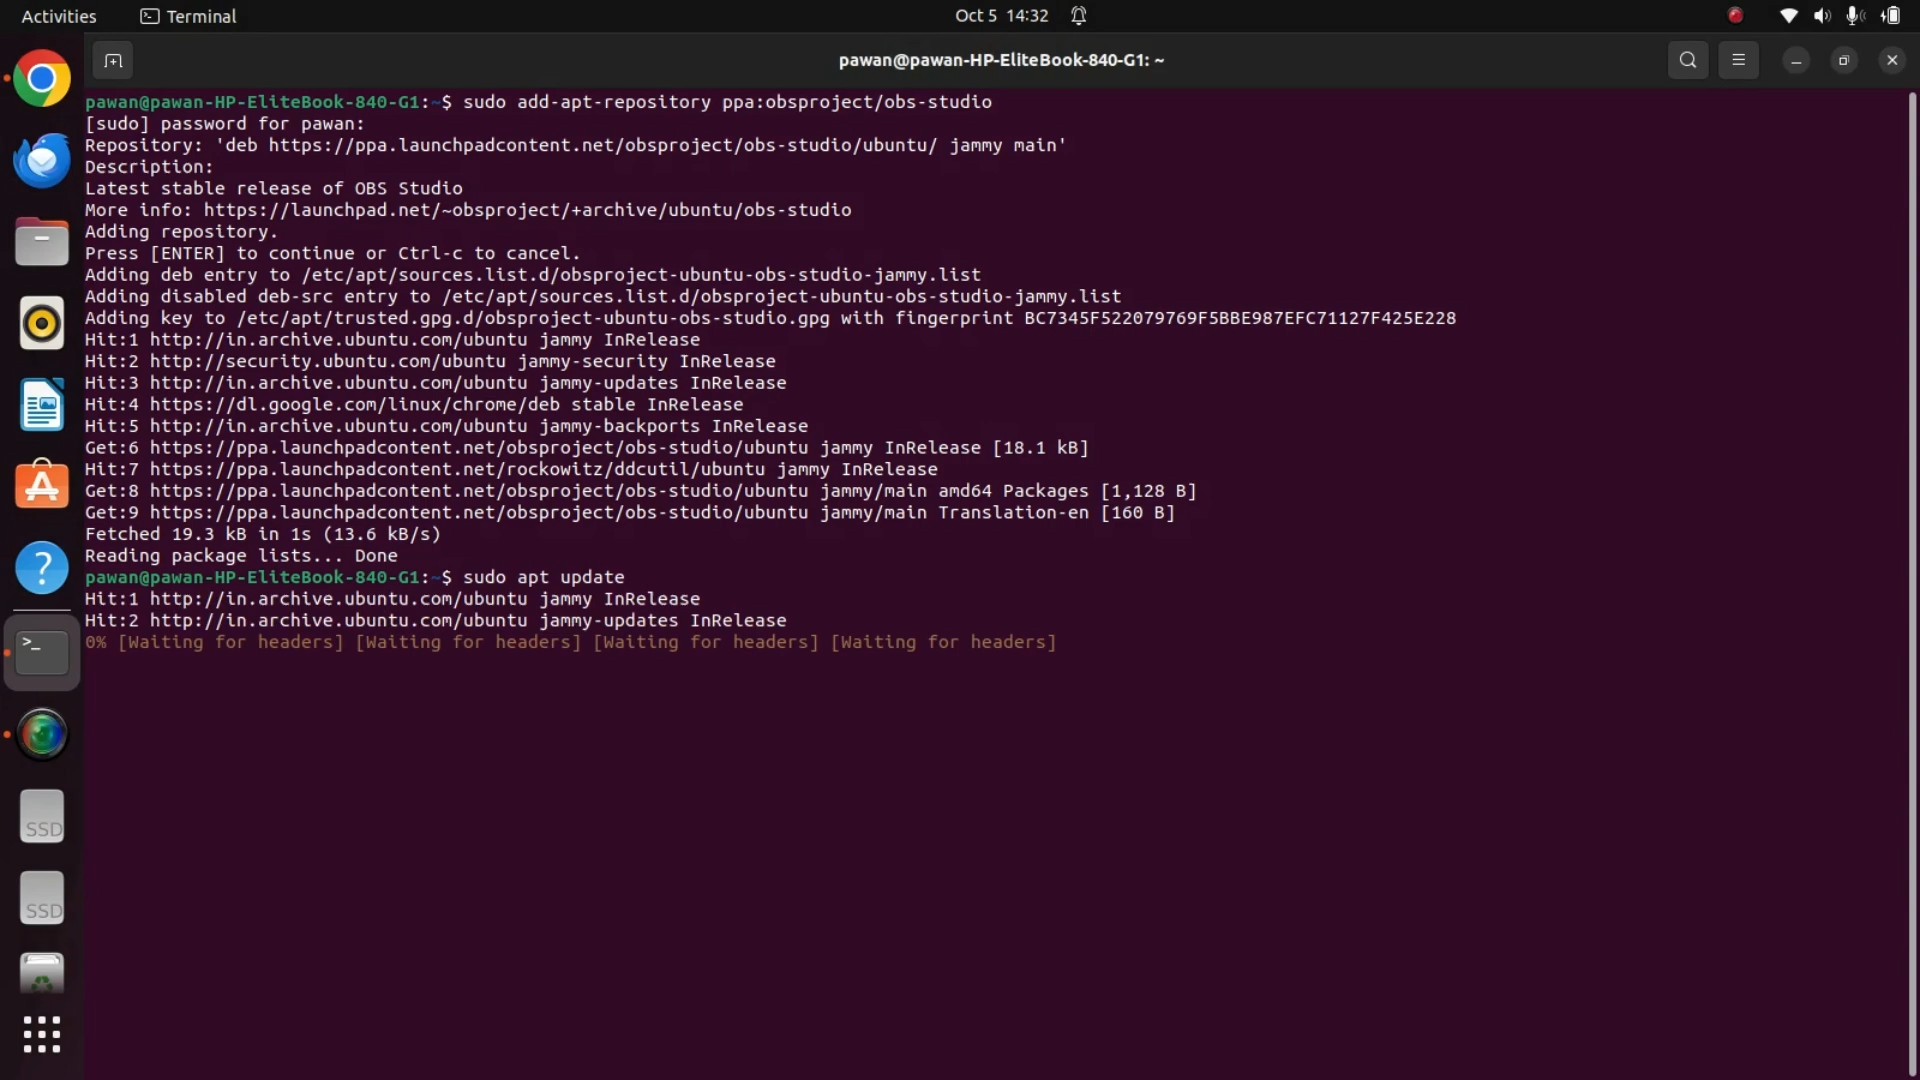 Activities
Terminal
Oct 5 14:32
pawan@pawan-HP-EliteBook-840-G1: ~
pawan@pawan-HP-EliteBook-840-G1:~$ sudo add-apt-repository ppa:obsproject/obs-studio
[sudo] password for pawan:
Repository: 'deb https://ppa.launchpadcontent.net/obsproject/obs-studio/ubuntu/ jammy main'
Description:
Latest stable release of OBS Studio
More info: https://launchpad.net/~obsproject/+archive/ubuntu/obs-studio
Adding repository.
Press [ENTER] to continue or Ctrl-c to cancel.
Adding deb entry to /etc/apt/sources.list.d/obsproject-ubuntu-obs-studio-jammy.list
Adding disabled deb-src entry to /etc/apt/sources.list.d/obsproject-ubuntu-obs-studio-jammy.list
Adding key to /etc/apt/trusted.gpg.d/obsproject-ubuntu-obs-studio.gpg with fingerprint BC7345F522079769F5BBE987EFC71127F425E228
Hit:1 http://in.archive.ubuntu.com/ubuntu jammy InRelease
Hit:2 http://security.ubuntu.com/ubuntu jammy-security InRelease
Hit:3 http://in.archive.ubuntu.com/ubuntu jammy-updates InRelease
Hit:4 https://dl.google.com/linux/chrome/deb stable InRelease
Hit:5 http://in.archive.ubuntu.com/ubuntu jammy-backports InRelease
Get:6 https://ppa.launchpadcontent.net/obsproject/obs-studio/ubuntu jammy InRelease [18.1 kB]
Hit:7 https://ppa.launchpadcontent.net/rockowitz/ddcutil/ubuntu jammy InRelease
Get:8 https://ppa.launchpadcontent.net/obsproject/obs-studio/ubuntu jammy/main amd64 Packages [1,128 B]
Get:9 https://ppa.launchpadcontent.net/obsproject/obs-studio/ubuntu jammy/main Translation-en [160 B]
Fetched 19.3 kB in 1s (13.6 kB/s)
Reading package lists... Done
pawan@pawan-HP-EliteBook-840-G1:~$ sudo apt update
Hit:1 http://in.archive.ubuntu.com/ubuntu jammy InRelease
Hit:2 http://in.archive.ubuntu.com/ubuntu jammy-updates InRelease
0% [Waiting for headers] [Waiting for headers] [Waiting for headers] [Waiting for headers]
SSD
SSD